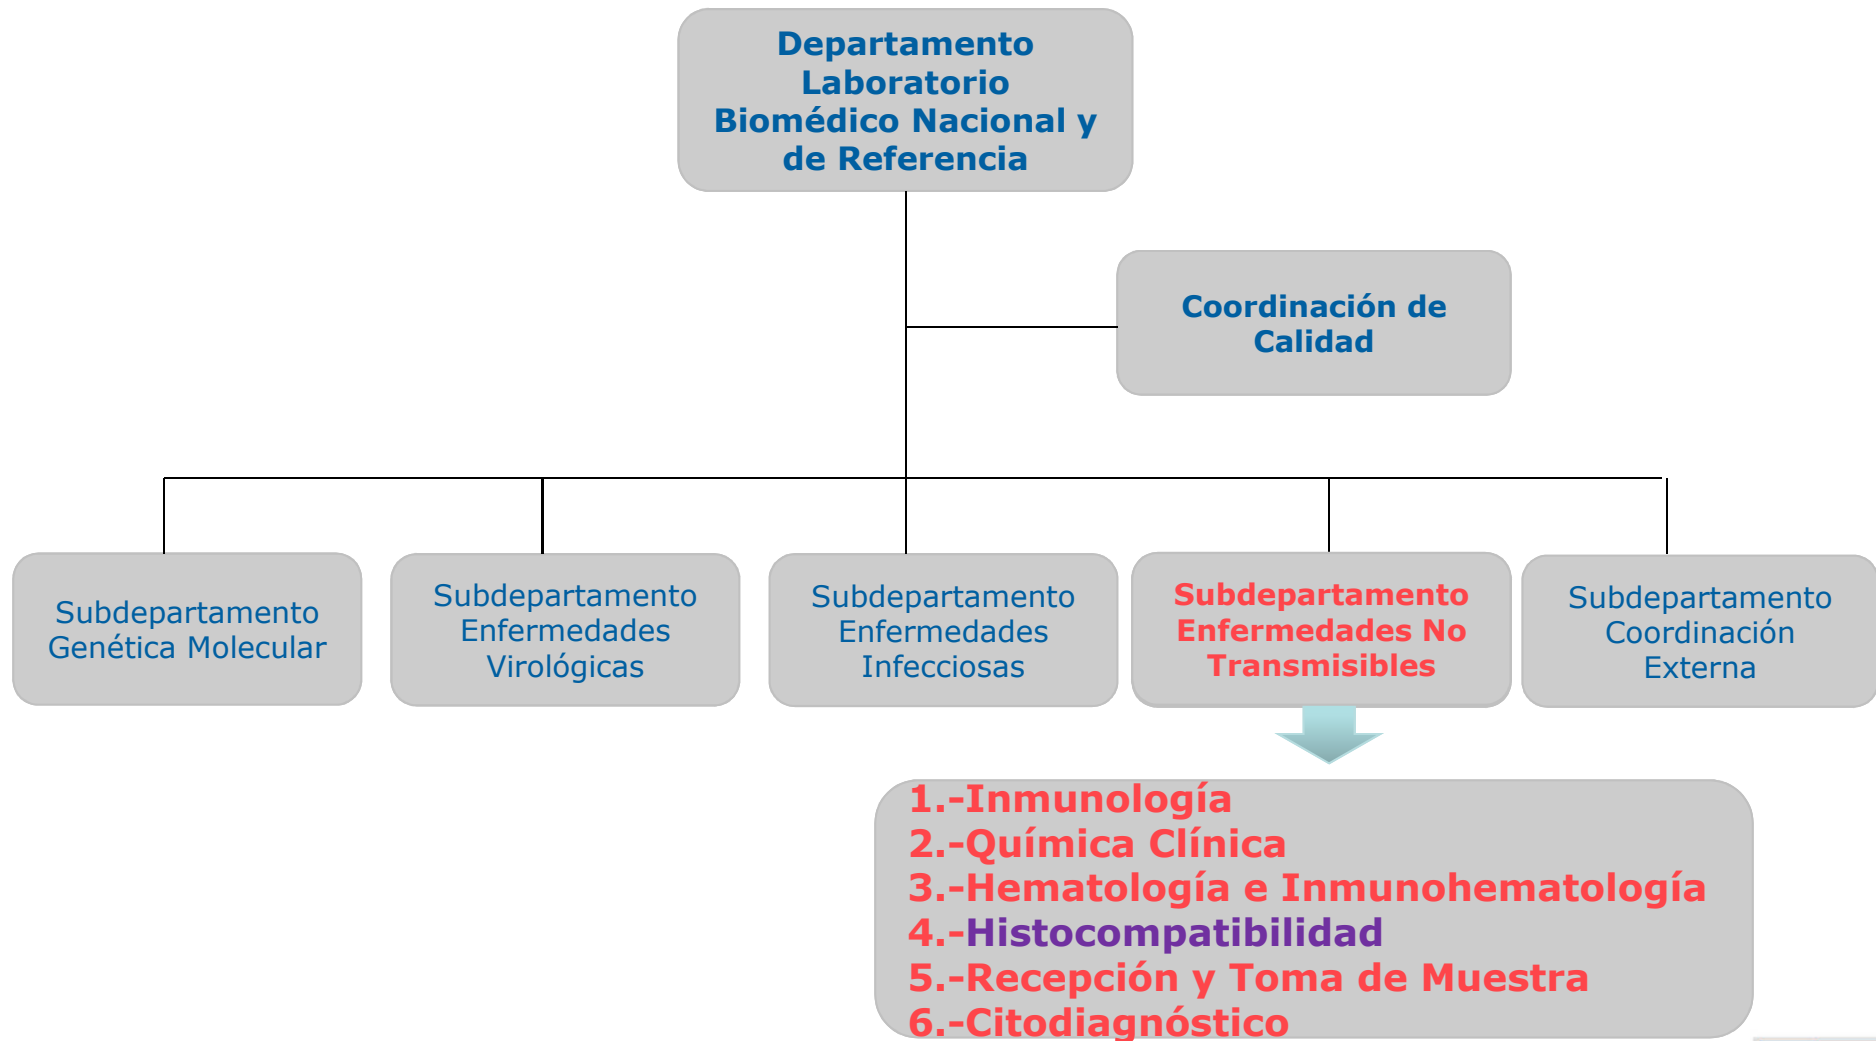 Departamento
Laboratorio
Biomédico Nacional y
de Referencia
Coordinación de
Calidad
Subdepartamento
Genética Molecular
Subdepartamento
Enfermedades
Virológicas
Subdepartamento
Enfermedades
Infecciosas
Subdepartamento
Enfermedades No
Transmisibles
Subdepartamento
Coordinación
Externa
1.-Inmunología
2.-Química Clínica
3.-Hematología e Inmunohematología
4.-Histocompatibilidad
5.-Recepción y Toma de Muestra
6.-Citodiagnóstico